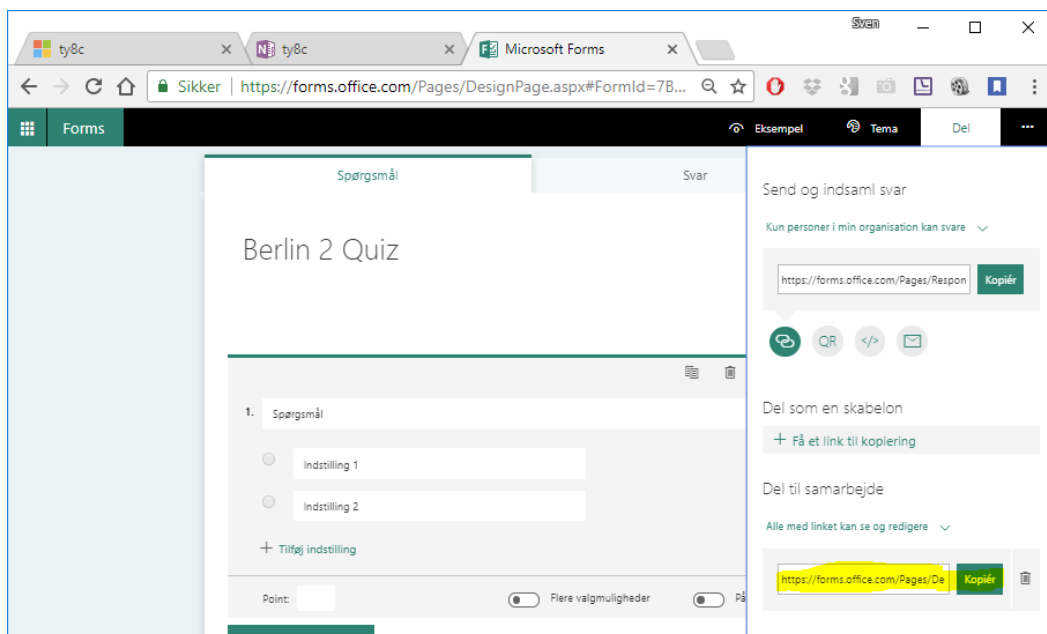 Sven
ty8c
ty8c
Microsoft Forms
Sikker
https://forms.office.com/Pages/DesignPage.aspx#FormId=7B...
Forms
Eksempel
Tema
Del
Spørgsmål
Svar
Berlin 2 Quiz
1. Spørgsmål
Indstilling 1
Indstilling 2
+ Tilføj indstilling
Point:
Flere valgmuligheder
På
Send og indsaml svar
Kun personer i min organisation kan svare
https://forms.office.com/Pages/Respon
Kopiér
QR
</>
Del som en skabelon
+ Få et link til kopiering
Del til samarbejde
Alle med linket kan se og redigere
https://forms.office.com/Pages/De
Kopiér